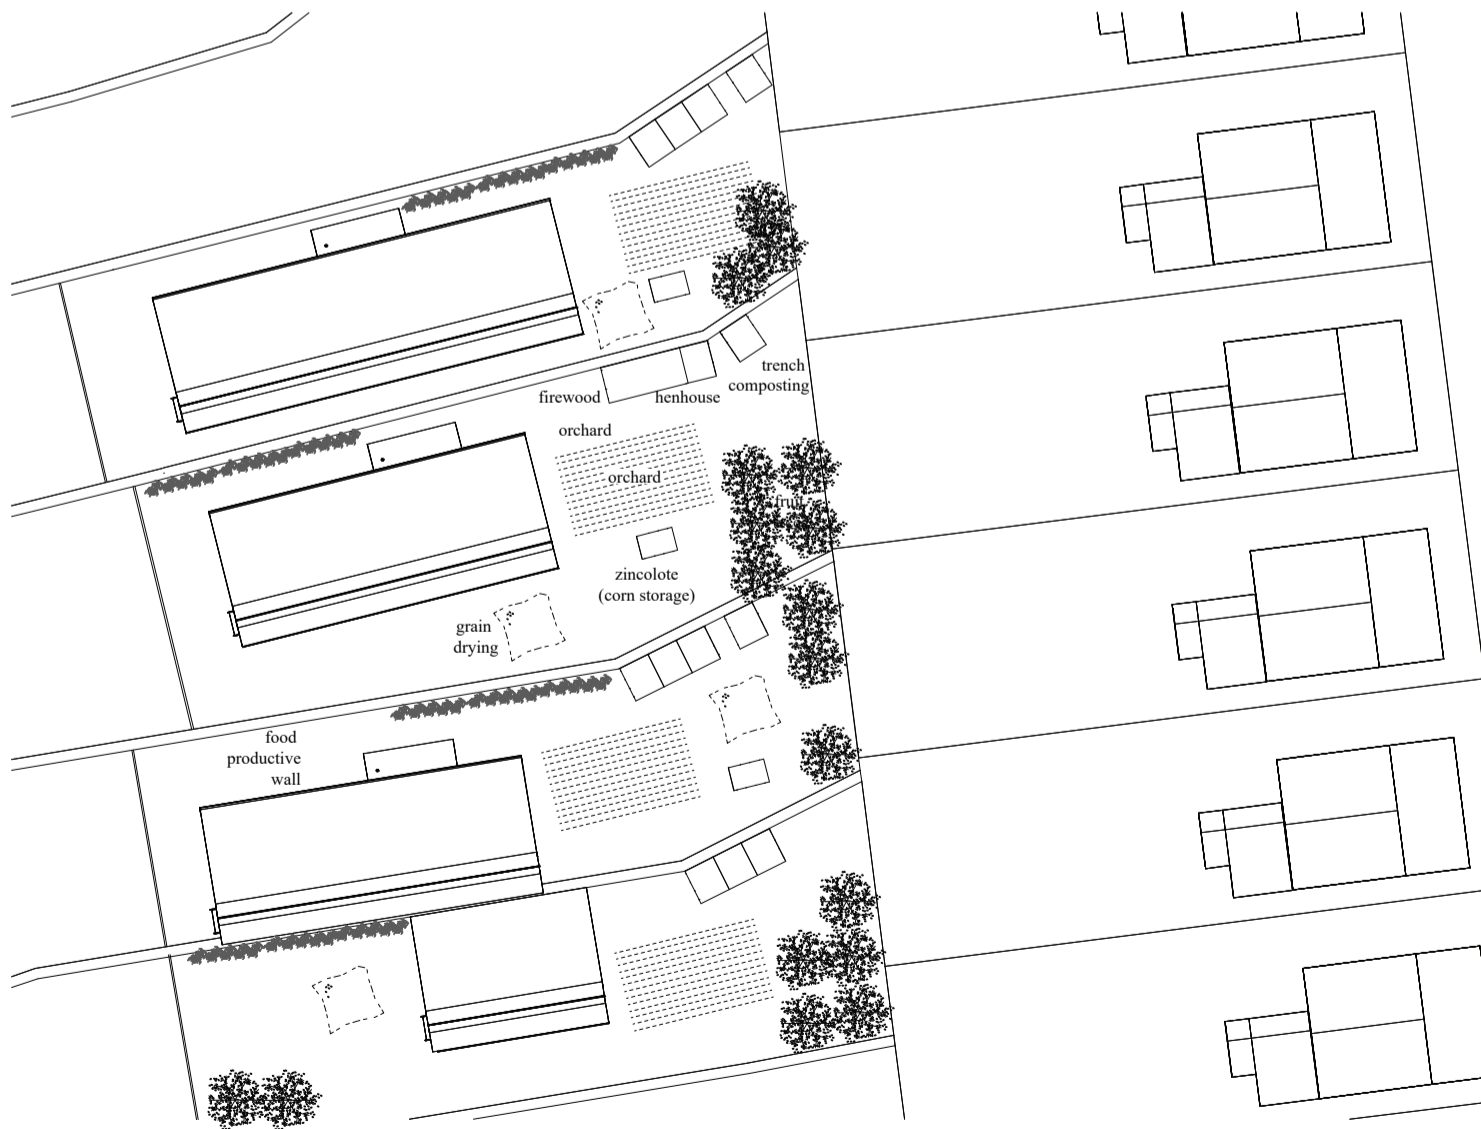 trench
composting
firewood
henhouse
orchard
orchard
fruit
zincolote
(corn storage)
grain
drying
food
productive
wall